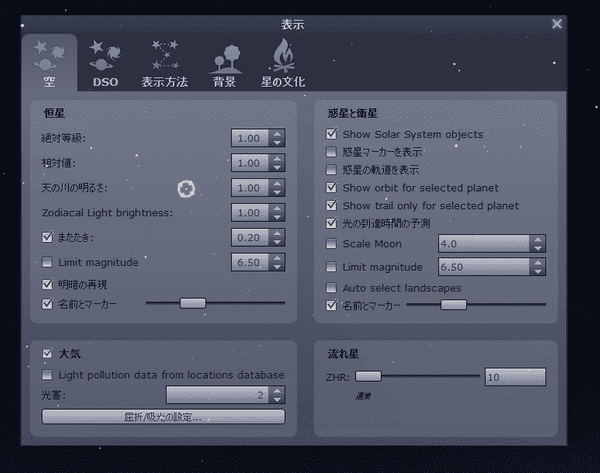 表示
空
DSO
表示方法
背景
星の文化
恒星
絶対等級:
1.00
相対値:
1.00
天の川の明るさ:
1.00
Zodiacal Light brightness:
1.00
またたき:
0.20
Limit magnitude
6.50
明暗の再現
名前とマーカー
惑星と衛星
Show Solar System objects
惑星マーカーを表示
惑星の軌道を表示
Show orbit for selected planet
Show trail only for selected planet
光の到達時間の予測
Scale Moon
4.0
Limit magnitude
6.50
Auto select landscapes
名前とマーカー
大気
Light pollution data from locations database
光害:
2
屈折/吸光の設定...
流れ星
ZHR:
10
通常